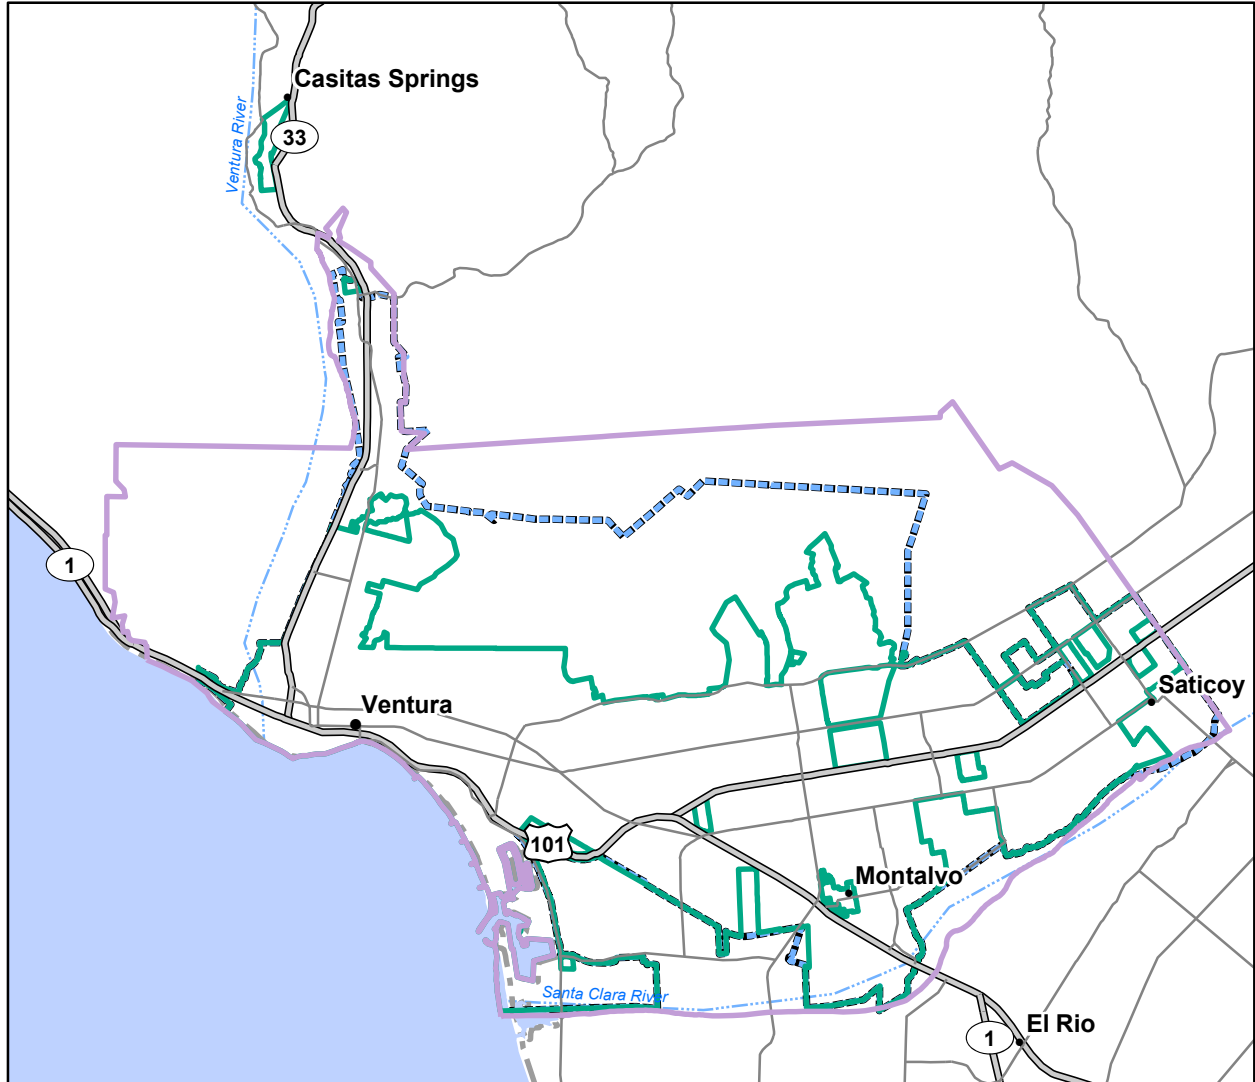 Casitas Springs
33
Ventura River
1
Saticoy
Ventura
101
Montalvo
Santa Clara River
El Rio
1